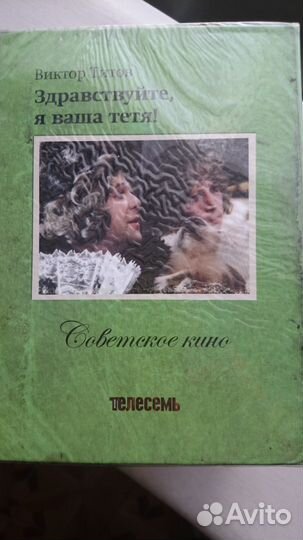 Виктор Титов
Здравствуйте,
я ваша тетя!
Советское кино
телесемь
Avito